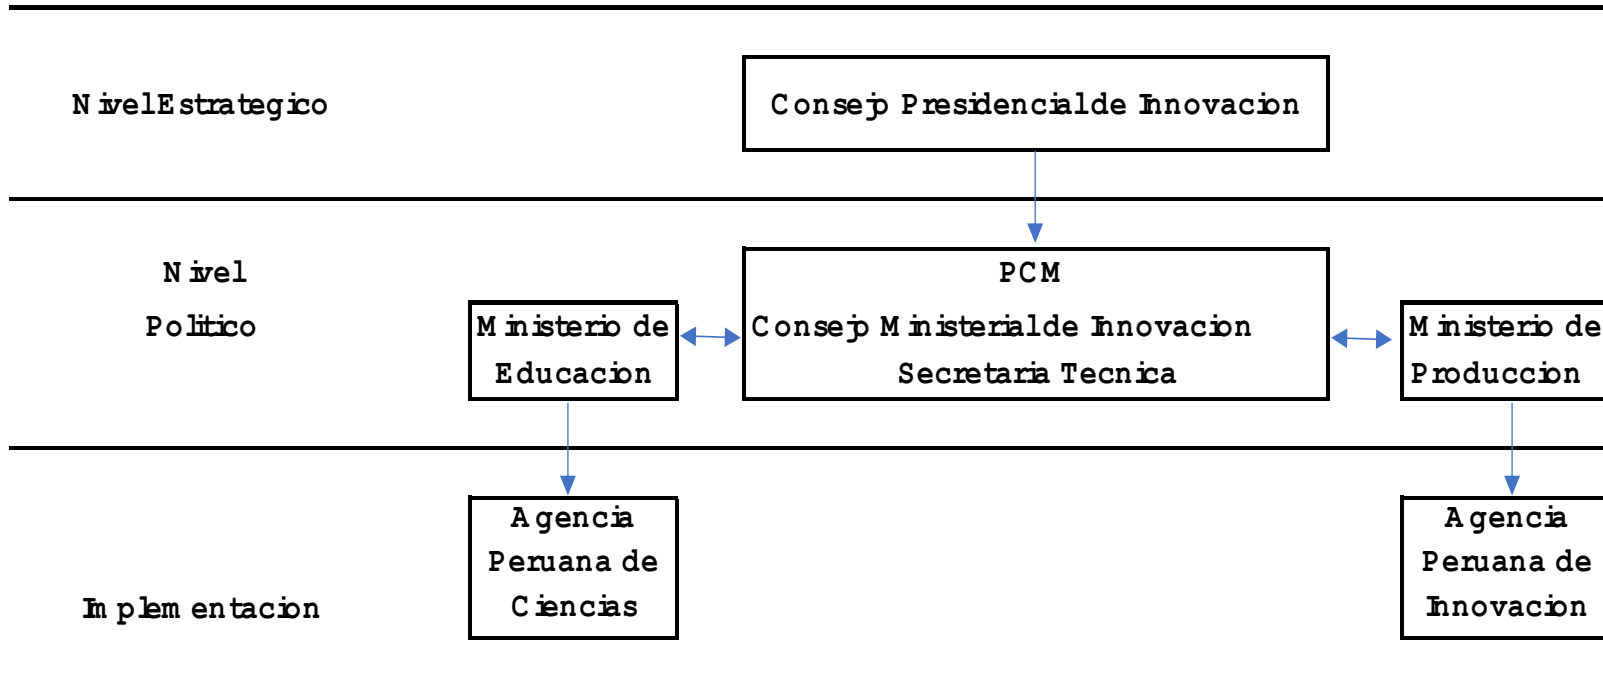 Nivel Estrategico
Consejo Presidencial de Innovacion
Nivel
Politico
PCM
Consejo Ministerial de Innovacion
Secretaria Tecnica
Ministerio de
Educacion
Ministerio de
Produccion
Implementacion
Agencia
Peruana de
Ciencias
Agencia
Peruana de
Innovacion